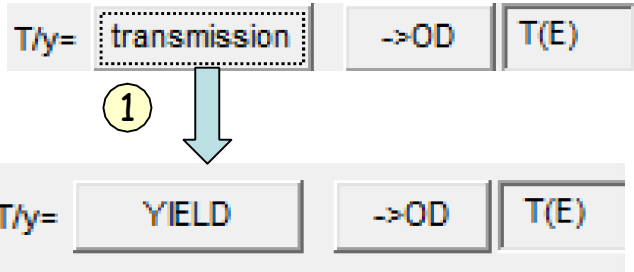 T/y= transmission ->OD T(E)
1
T/y= YIELD ->OD T(E)